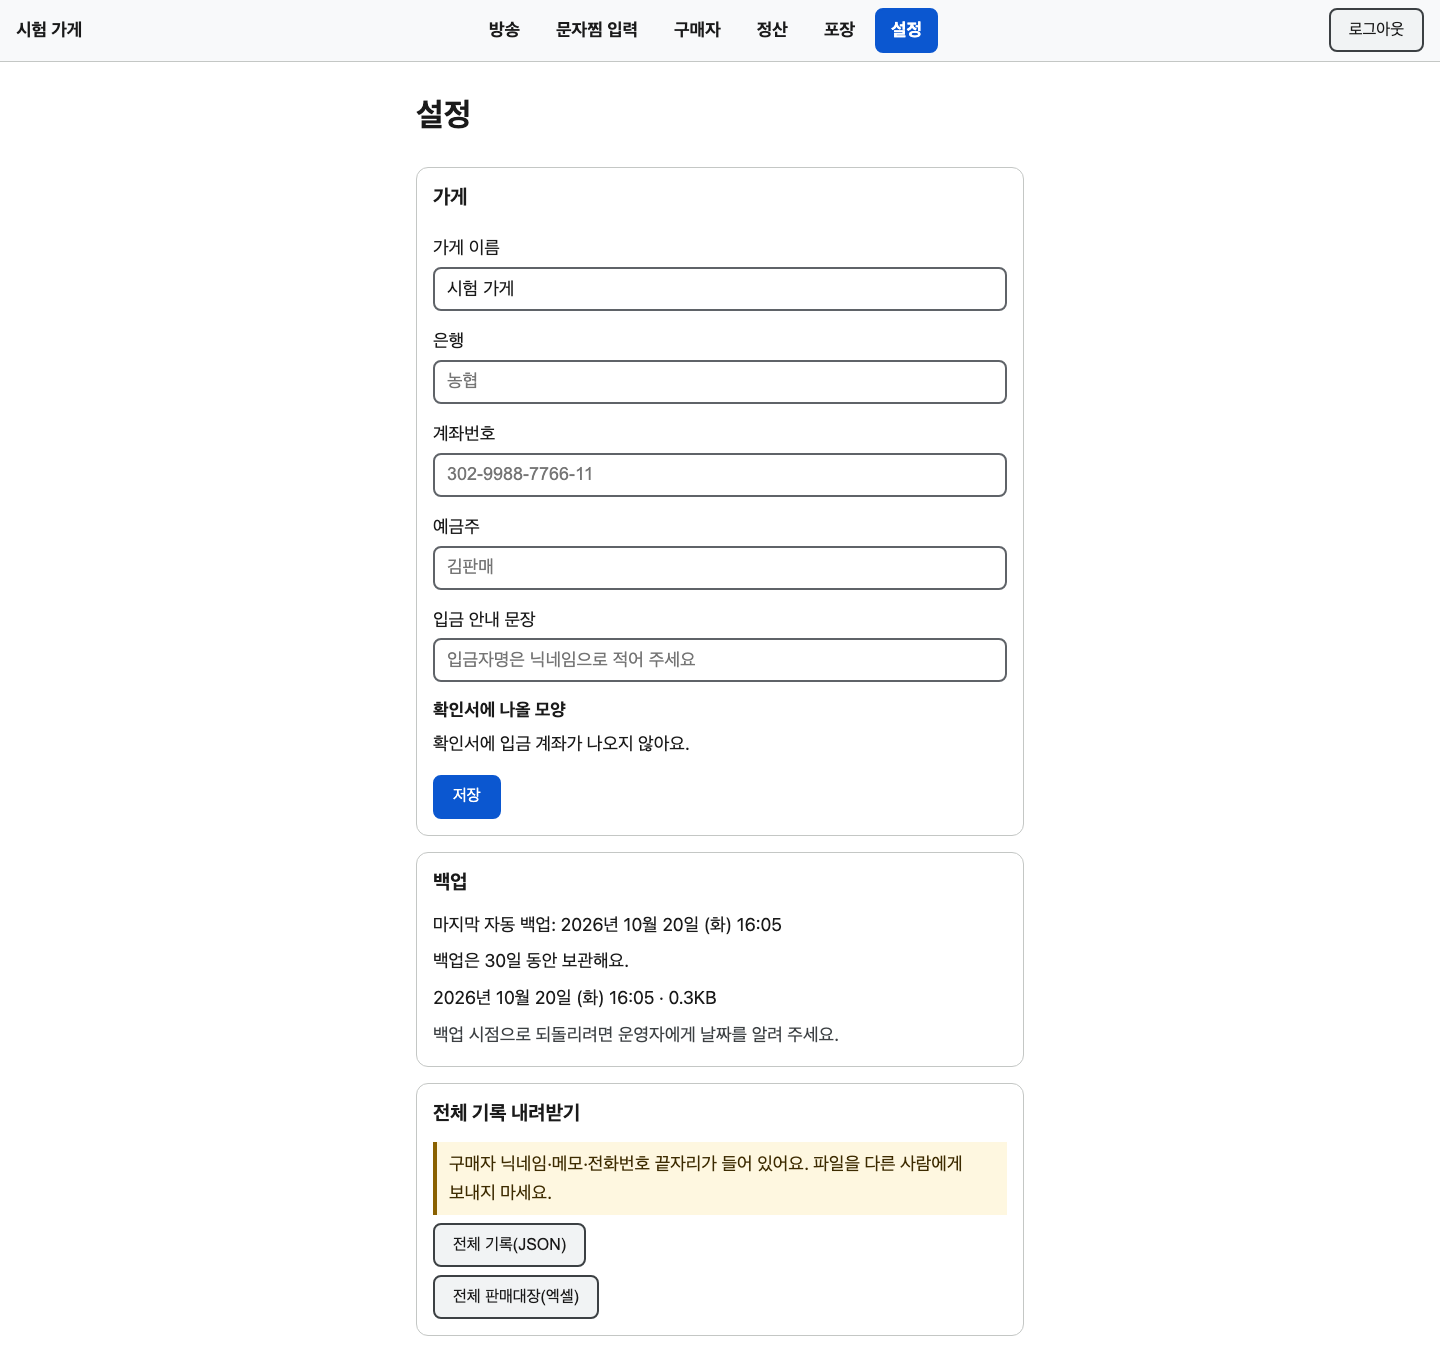 시험 가게
방송
문자찜 입력
구매자
정산
포장
설정
로그아웃
설정
가게
가게 이름
시험 가게
은행
농협
계좌번호
302-9988-7766-11
예금주
김판매
입금 안내 문장
입금자명은 닉네임으로 적어 주세요
확인서에 나올 모양
확인서에 입금 계좌가 나오지 않아요.
저장
백업
마지막 자동 백업: 2026년 10월 20일 (화) 16:05
백업은 30일 동안 보관해요.
2026년 10월 20일 (화) 16:05 · 0.3KB
백업 시점으로 되돌리려면 운영자에게 날짜를 알려 주세요.
전체 기록 내려받기
구매자 닉네임·메모·전화번호 끝자리가 들어 있어요. 파일을 다른 사람에게
보내지 마세요.
전체 기록(JSON)
전체 판매대장(엑셀)